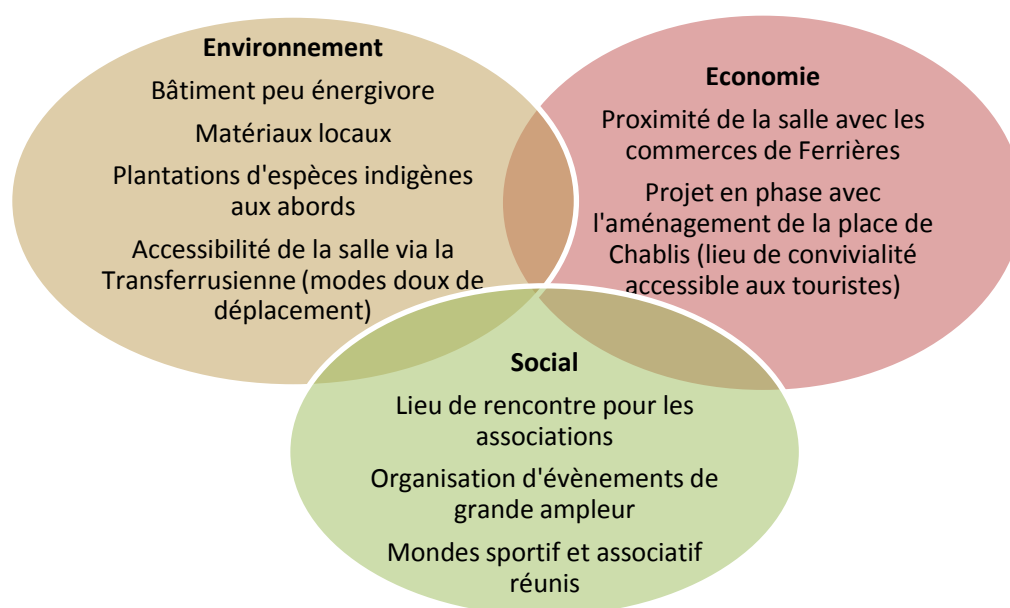 Environnement
Bâtiment peu énergivore
Matériaux locaux
Plantations d'espèces indigènes
aux abords
Accessibilité de la salle via la
Transferrusienne (modes doux de
déplacement)
Economie
Proximité de la salle avec les
commerces de Ferrières
Projet en phase avec
l'aménagement de la place de
Chablis (lieu de convivialité
accessible aux touristes)
Social
Lieu de rencontre pour les
associations
Organisation d'évènements de
grande ampleur
Mondes sportif et associatif
réunis